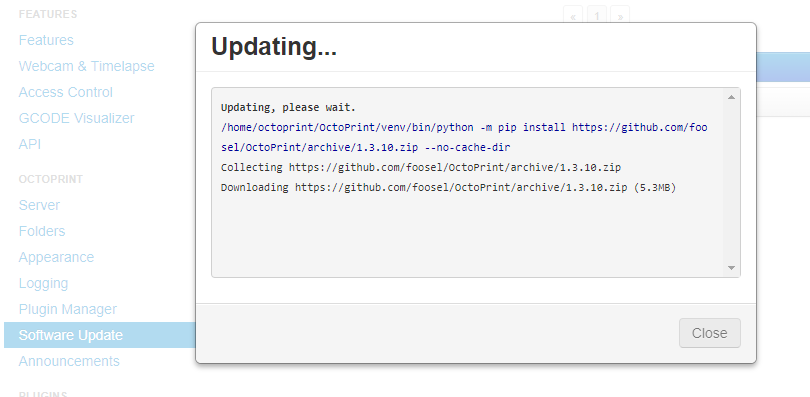 FEATURES
Features
Webcam & Timelapse
Access Control
GCODE Visualizer
API
OCTOPRINT
Server
Folders
Appearance
Logging
Plugin Manager
Software Update
Announcements
PLUGINS
« 1 »
Updating...
Updating, please wait.
/home/octoprint/OctoPrint/venv/bin/python -m pip install https://github.com/foo
sel/OctoPrint/archive/1.3.10.zip --no-cache-dir
Collecting https://github.com/foosel/OctoPrint/archive/1.3.10.zip
Downloading https://github.com/foosel/OctoPrint/archive/1.3.10.zip (5.3MB)
Close